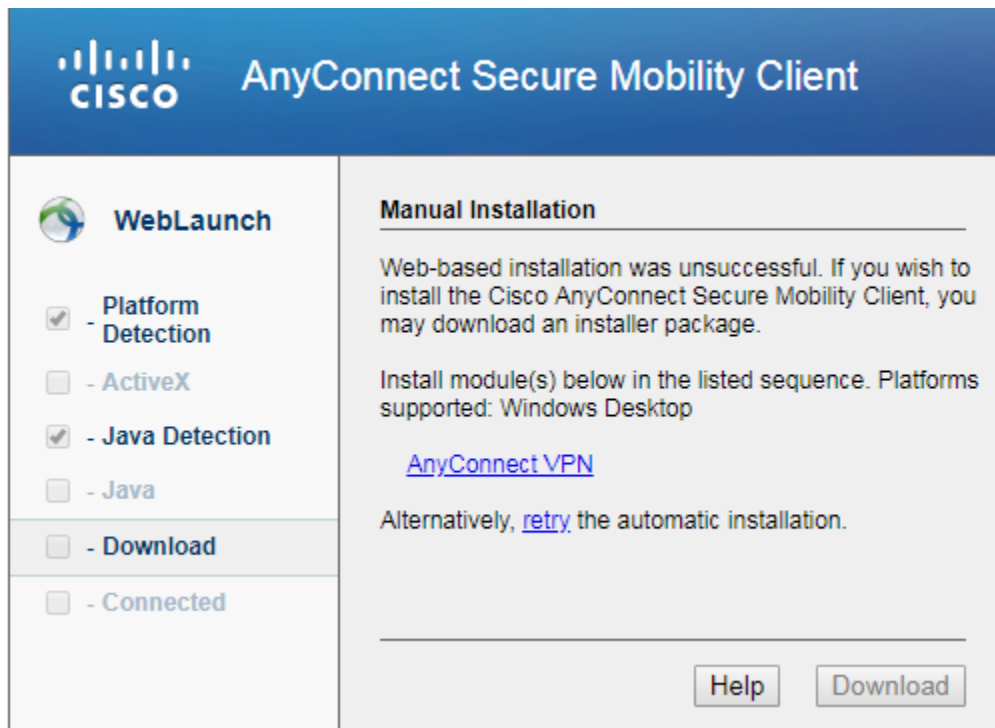 CISCO
AnyConnect Secure Mobility Client
WebLaunch
- Platform
Detection
- ActiveX
- Java Detection
- Java
- Download
- Connected
Manual Installation
Web-based installation was unsuccessful. If you wish to
install the Cisco AnyConnect Secure Mobility Client, you
may download an installer package.
Install module(s) below in the listed sequence. Platforms
supported: Windows Desktop
AnyConnect VPN
Alternatively, retry the automatic installation.
Help
Download